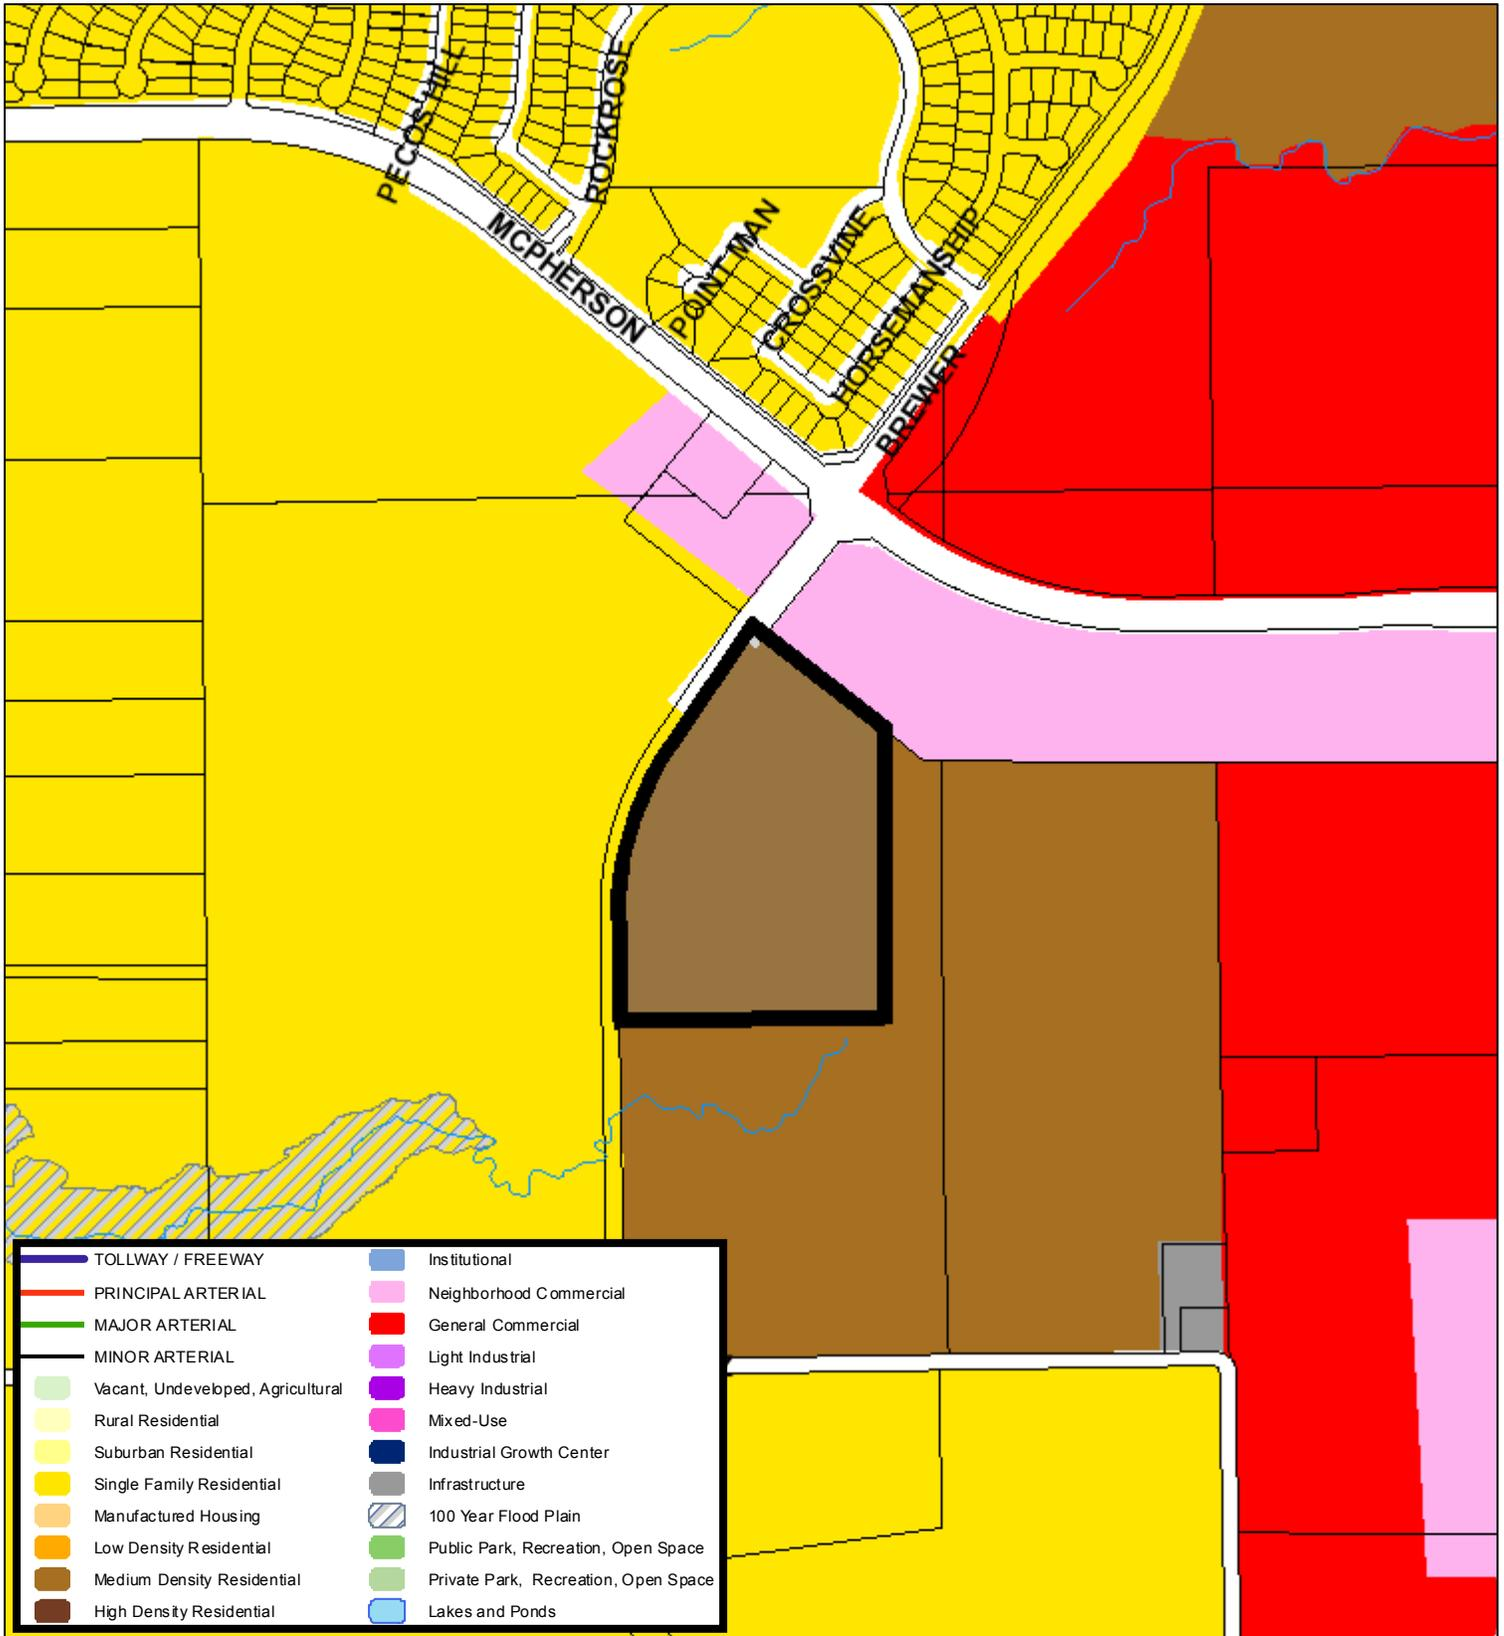 PECOS HILL
ROCKROSE
MCPHERSON
POINT MAN
CROSSVINE
HORSEMANSHIP
BREWER
TOLLWAY / FREEWAY
PRINCIPAL ARTERIAL
MAJOR ARTERIAL
MINOR ARTERIAL
Vacant, Undeveloped, Agricultural
Rural Residential
Suburban Residential
Single Family Residential
Manufactured Housing
Low Density Residential
Medium Density Residential
High Density Residential
Institutional
Neighborhood Commercial
General Commercial
Light Industrial
Heavy Industrial
Mixed-Use
Industrial Growth Center
Infrastructure
100 Year Flood Plain
Public Park, Recreation, Open Space
Private Park, Recreation, Open Space
Lakes and Ponds